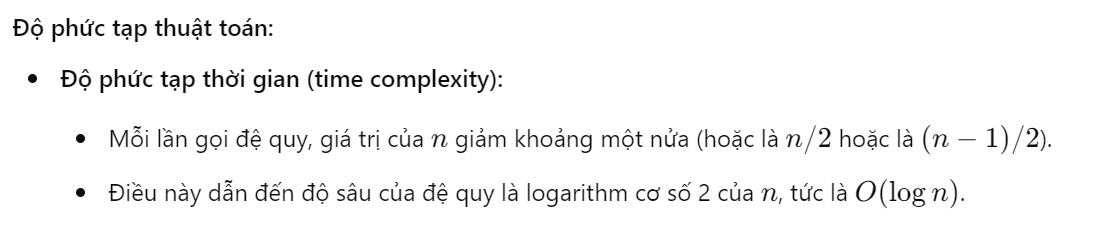 Độ phức tạp thuật toán:
• Độ phức tạp thời gian (time complexity):
• Mỗi lần gọi đệ quy, giá trị của n giảm khoảng một nửa (hoặc là n/2 hoặc là (n − 1)/2).
• Điều này dẫn đến độ sâu của đệ quy là logarithm cơ số 2 của n, tức là O(log n).